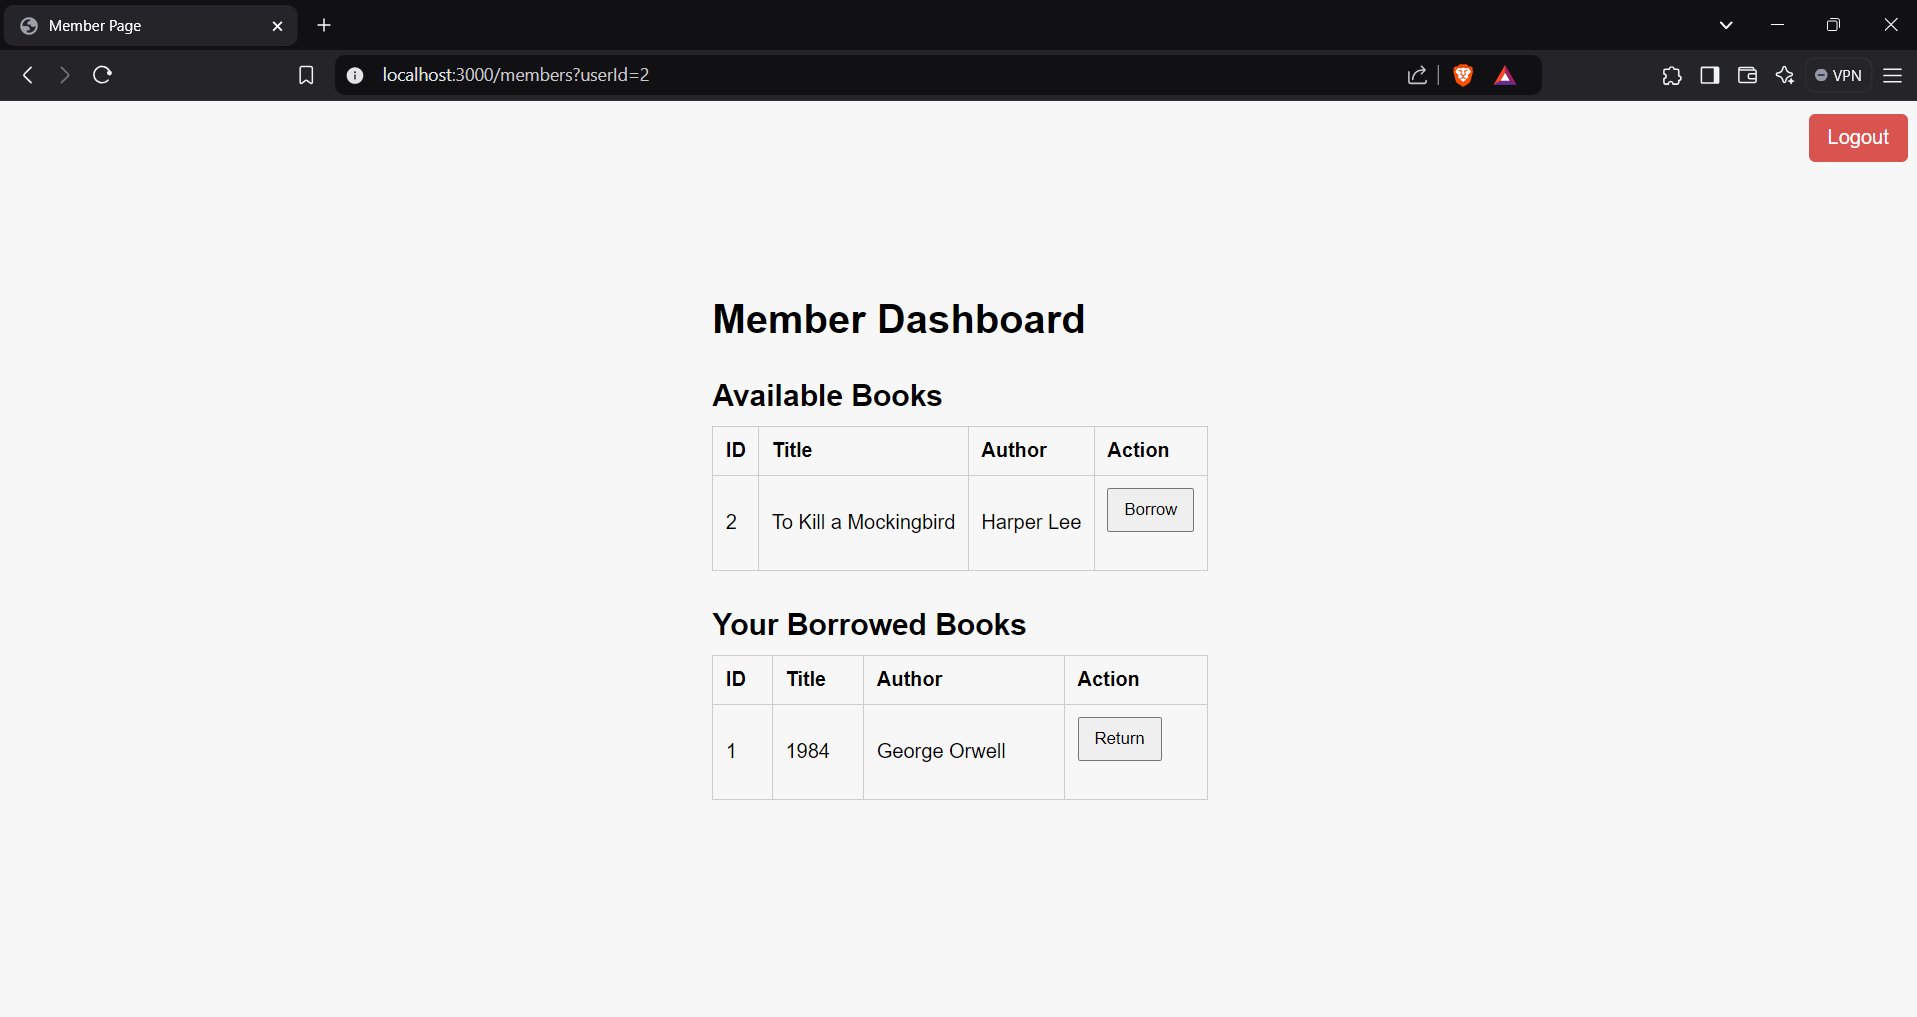 Member Page
localhost:3000/members?userId=2
VPN
Logout
Member Dashboard
Available Books
ID Title Author Action
2 To Kill a Mockingbird Harper Lee Borrow
Your Borrowed Books
ID Title Author Action
1 1984 George Orwell Return